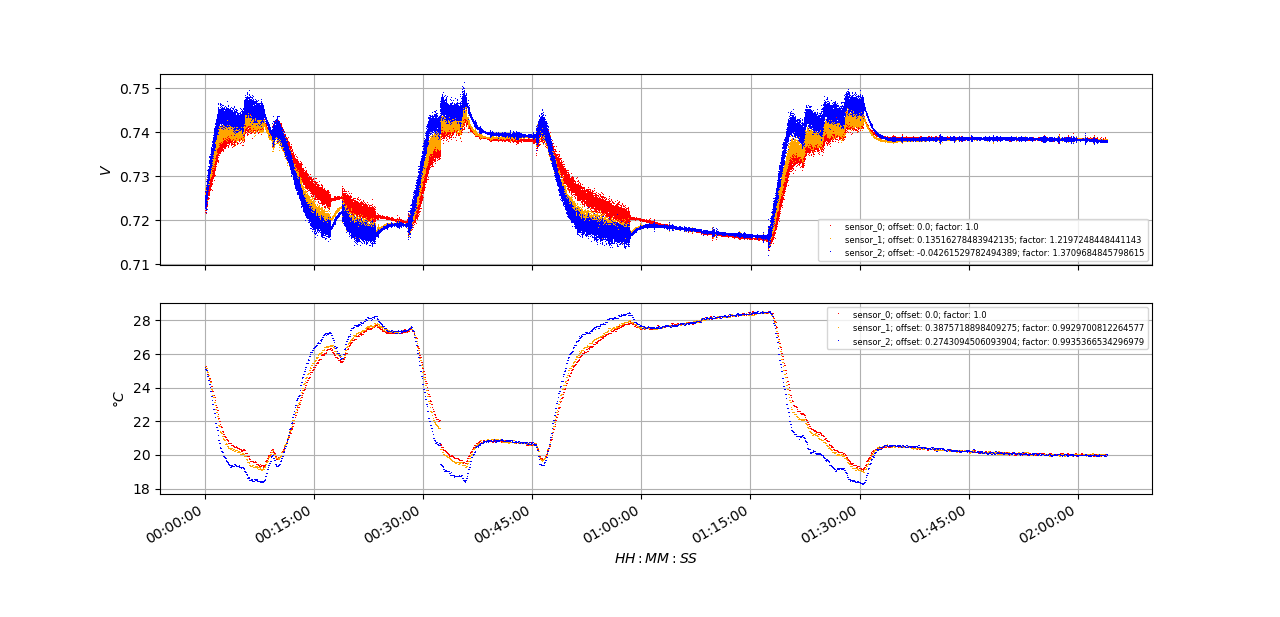 0.75
0.74
0.73
0.72
0.71
V
sensor_0; offset: 0.0; factor: 1.0
sensor_1; offset: 0.13516278483942135; factor: 1.2197248448441143
sensor_2; offset: -0.04261529782494389; factor: 1.3709684845798615
28
26
24
22
20
18
°C
sensor_0; offset: 0.0; factor: 1.0
sensor_1; offset: 0.3875718898409275; factor: 0.9929700812264577
sensor_2; offset: 0.2743094506093904; factor: 0.9935366534296979
00:00:00
00:15:00
00:30:00
00:45:00
01:00:00
01:15:00
01:30:00
01:45:00
02:00:00
HH : MM : SS